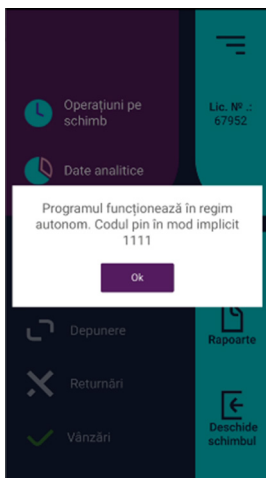 Operațiuni pe
schimb
Lic. № .:
67952
Date analitice
Programul funcționează în regim
autonom. Codul pin în mod implicit
1111
Ok
Depunere
Rapoarte
Returnări
Deschide
schimbul
Vânzări